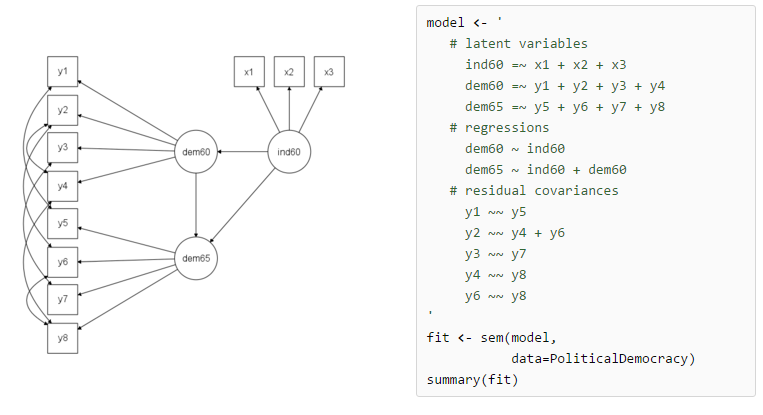 y1
y2
y3
y4
y5
y6
y7
y8
x1 x2 x3
dem60 ind60
dem65
model <- '
# latent variables
ind60 =~ x1 + x2 + x3
dem60 =~ y1 + y2 + y3 + y4
dem65 =~ y5 + y6 + y7 + y8
# regressions
dem60 ~ ind60
dem65 ~ ind60 + dem60
# residual covariances
y1 ~~ y5
y2 ~~ y4 + y6
y3 ~~ y7
y4 ~~ y8
y6 ~~ y8
'
fit <- sem(model,
data=PoliticalDemocracy)
summary(fit)